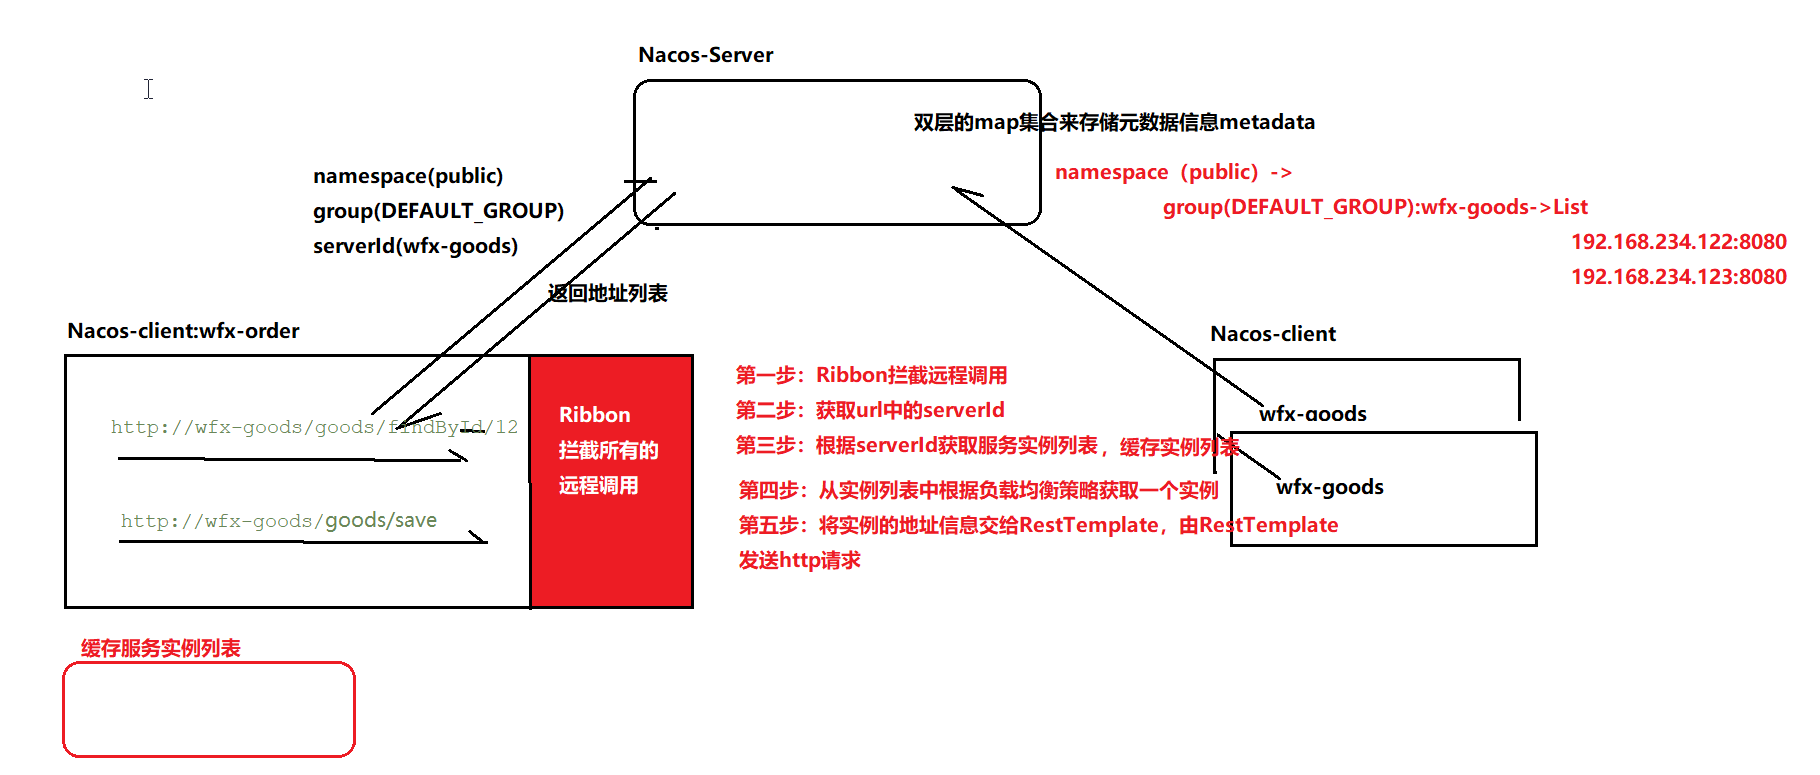 Nacos-Server
双层的map集合来存储元数据信息metadata
namespace（public）->
group(DEFAULT_GROUP):wfx-goods->List
192.168.234.122:8080
192.168.234.123:8080
namespace(public)
group(DEFAULT_GROUP)
serverId(wfx-goods)
返回地址列表
Nacos-client:wfx-order
http://wfx-goods/goods/findById/12
http://wfx-goods/goods/save
Ribbon
拦截所有的
远程调用
第一步：Ribbon拦截远程调用
第二步：获取url中的serverId
第三步：根据serverId获取服务实例列表，缓存实例列表
第四步：从实例列表中根据负载均衡策略获取一个实例
第五步：将实例的地址信息交给RestTemplate，由RestTemplate
发送http请求
Nacos-client
wfx-goods
wfx-goods
缓存服务实例列表